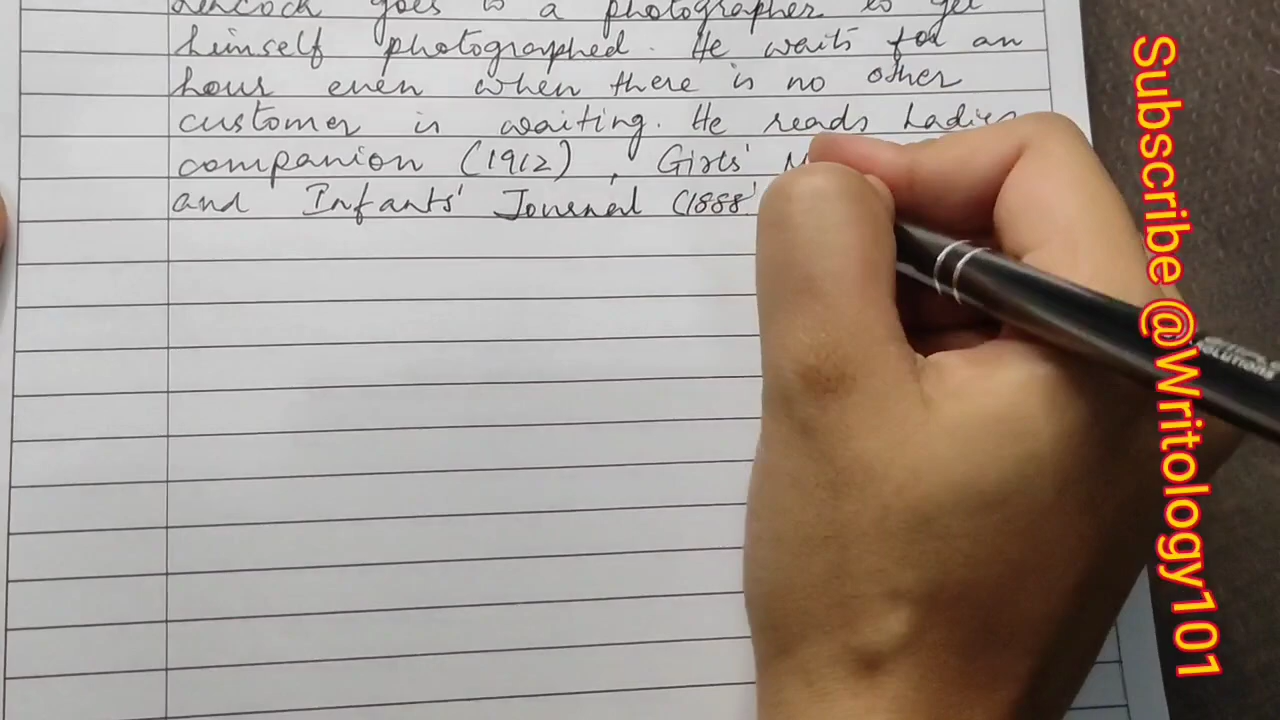 Leacock goes to a photographer to get
himself photographed. He waits for an
hour even when there is no other
customer is waiting. He reads Ladies
companion (1912), Girls'
and Infants' Journal (1888
Subscribe @Writology101
SOLUTIONS